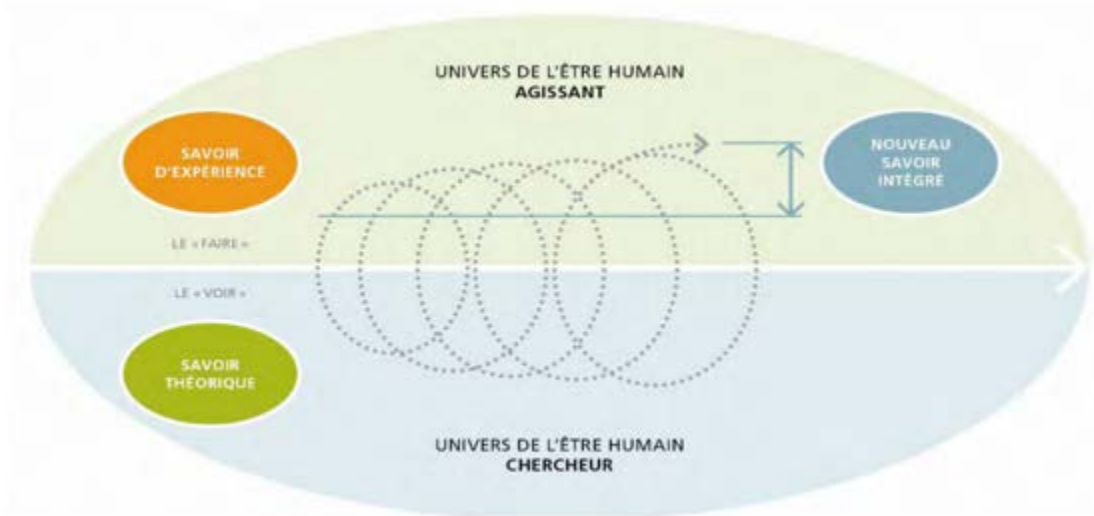 UNIVERS DE L'ÊTRE HUMAIN
AGISSANT
SAVOIR
D'EXPÉRIENCE
NOUVEAU
SAVOIR
INTÉGRÉ
LE « FAIRE »
LE « VOIR »
SAVOIR
THÉORIQUE
UNIVERS DE L'ÊTRE HUMAIN
CHERCHEUR